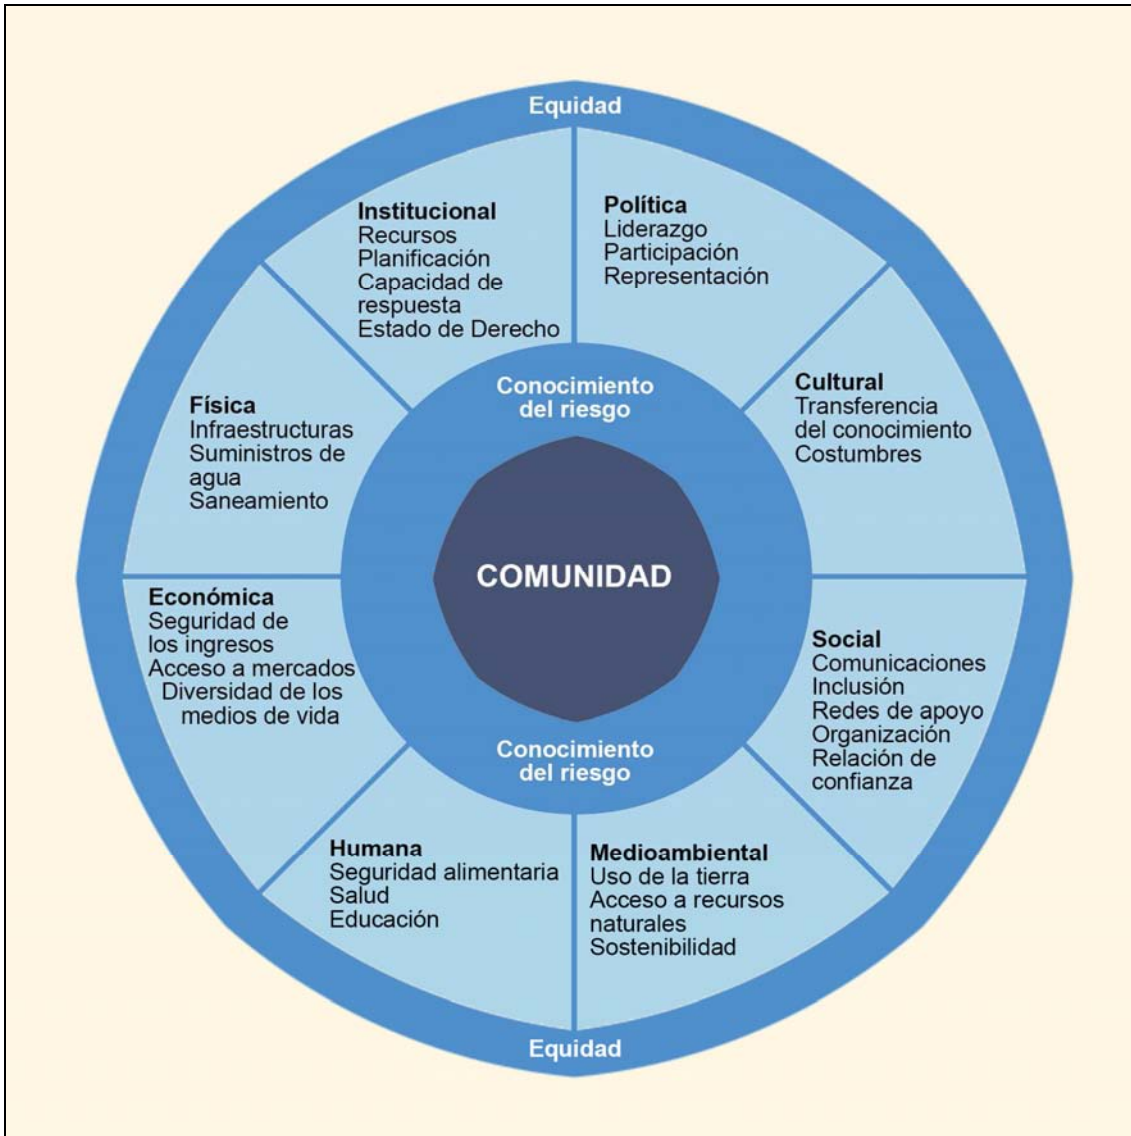 Equidad
Institucional
Recursos
Planificación
Capacidad de
respuesta
Estado de Derecho
Política
Liderazgo
Participación
Representación
Física
Infraestructuras
Suministros de
agua
Saneamiento
Conocimiento
del riesgo
Cultural
Transferencia
del conocimiento
Costumbres
COMUNIDAD
Económica
Seguridad de
los ingresos
Acceso a mercados
Diversidad de los
medios de vida
Social
Comunicaciones
Inclusión
Redes de apoyo
Organización
Relación de
confianza
Conocimiento
del riesgo
Humana
Seguridad alimentaria
Salud
Educación
Medioambiental
Uso de la tierra
Acceso a recursos
naturales
Sostenibilidad
Equidad